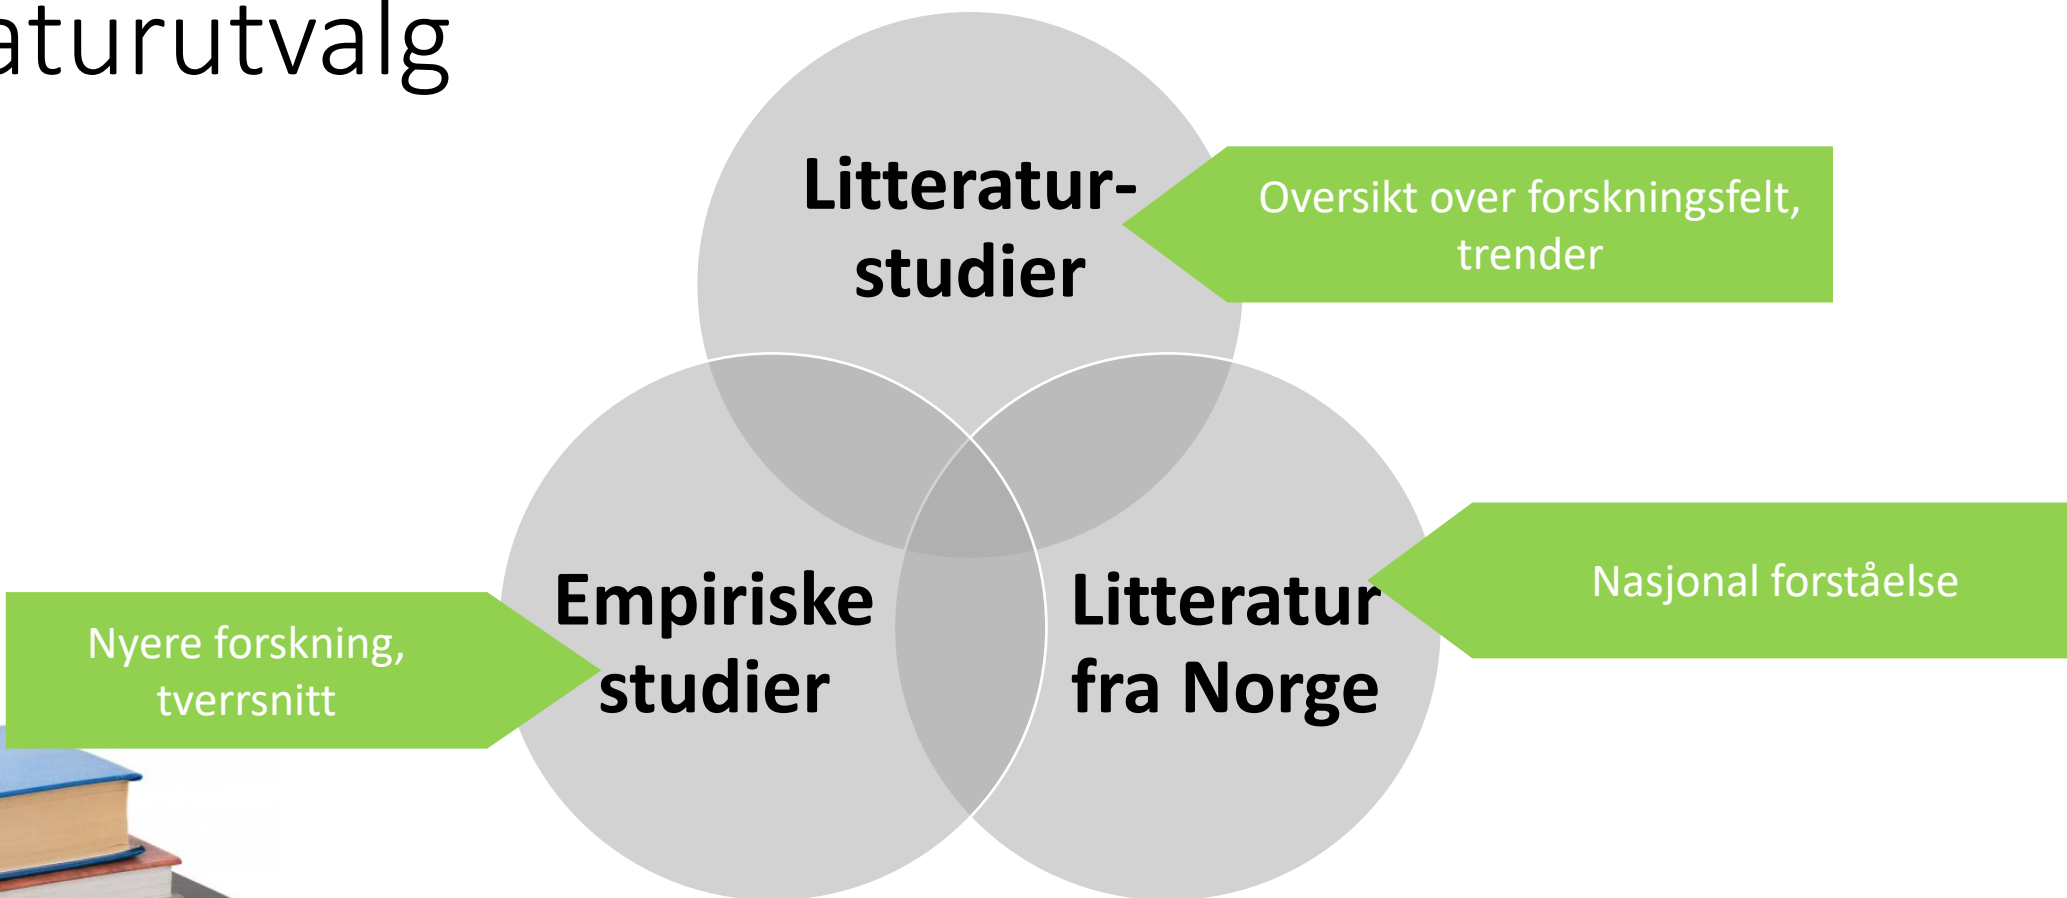 aturutvalg
Litteratur-
studier
Oversikt over forskningsfelt,
trender
Empiriske
studier
Litteratur
fra Norge
Nasjonal forståelse
Nyere forskning,
tverrsnitt